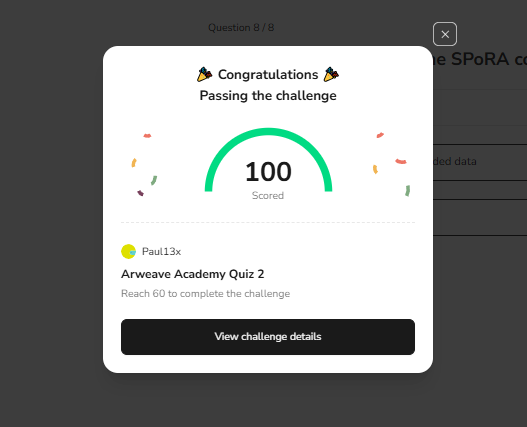 Question 8 / 8
Congratulations
Passing the challenge
ne SPoRA co
100
Scored
ded data
Paul13x
Arweave Academy Quiz 2
Reach 60 to complete the challenge
View challenge details